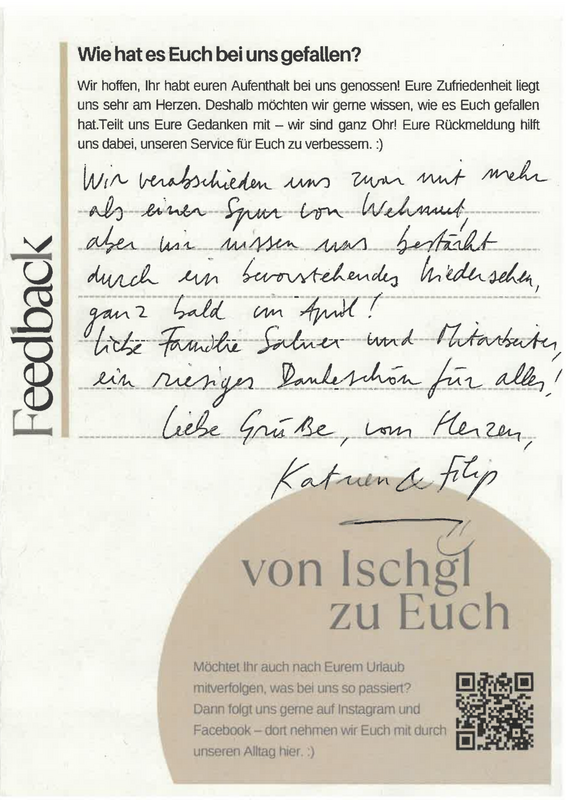 Wie hat es Euch bei uns gefallen?
Wir hoffen, Ihr habt euren Aufenthalt bei uns genossen! Eure Zufriedenheit liegt
uns sehr am Herzen. Deshalb möchten wir gerne wissen, wie es Euch gefallen
hat.Teilt uns Eure Gedanken mit – wir sind ganz Ohr! Eure Rückmeldung hilft
uns dabei, unseren Service für Euch zu verbessern. :)
Feedback
Wir verabschieden uns zwar mit mehr
als einer Spur von Wehmut,
aber wir wissen uns bestärkt
durch ein bevorstehendes Wiedersehen,
ganz bald im April!
liebe Familie Salner und Mitarbeiter,
ein riesiges Dankeschön für alles!
liebe Grüße, vom Herzen,
Katrien & Filip
von Ischgl
zu Euch
Möchtet Ihr auch nach Eurem Urlaub
mitverfolgen, was bei uns so passiert?
Dann folgt uns gerne auf Instagram und
Facebook – dort nehmen wir Euch mit durch
unseren Alltag hier. :)